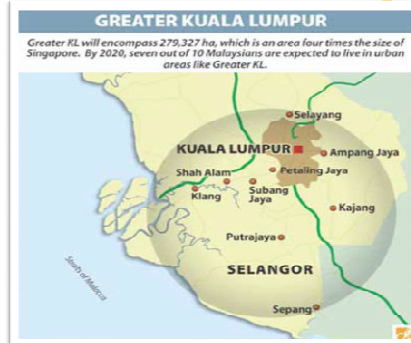 GREATER KUALA LUMPUR
Greater KL will encompass 279,327 ha, which is an area four times the size of
Singapore. By 2020, seven out of 10 Malaysians are expected to live in urban
areas like Greater KL.
Selayang
KUALA LUMPUR
Ampang Jaya
Shah Alam
Petaling Jaya
Klang
Subang
Jaya
Kajang
Putrajaya
Straits of Malacca
SELANGOR
Sepang